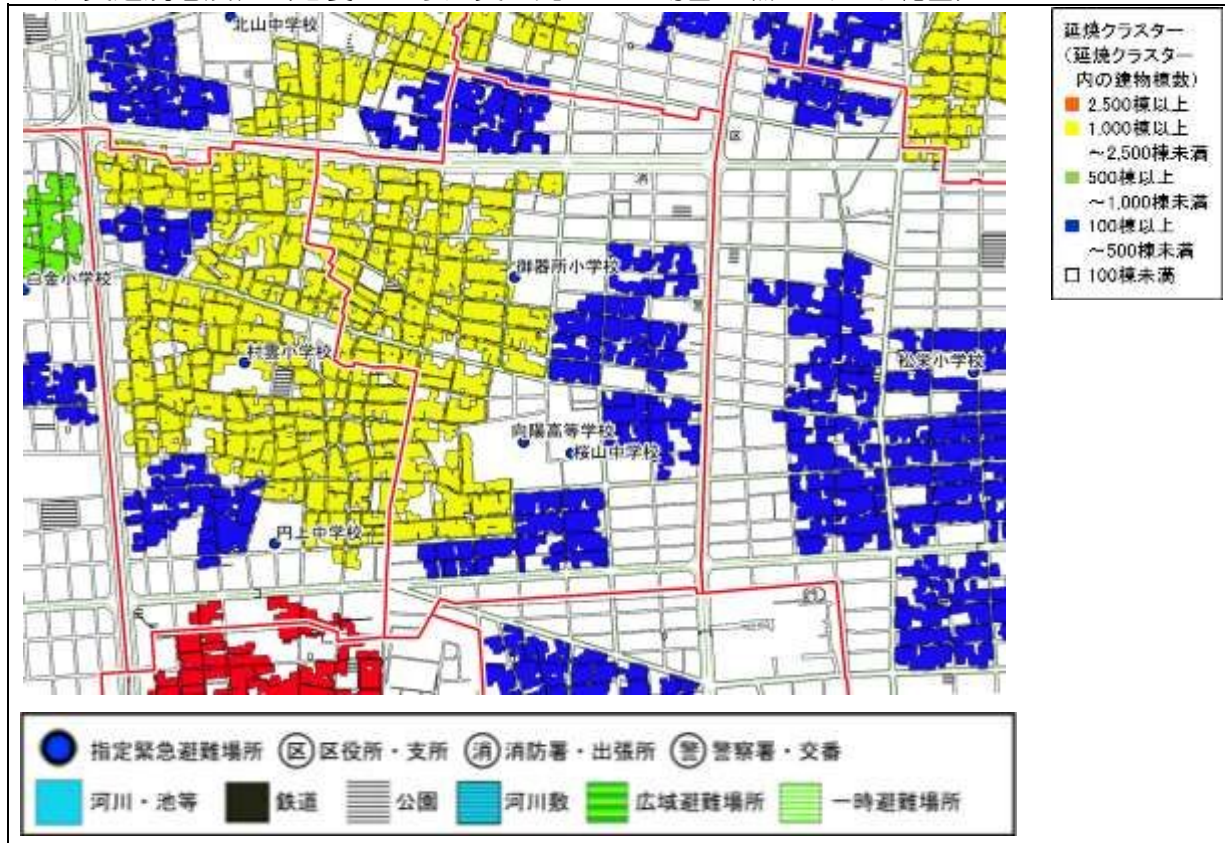 北山中学校
延焼クラスター
（延焼クラスター
内の建物棟数）
2,500棟以上
1,000棟以上
～2,500棟未満
500棟以上
～1,000棟未満
100棟以上
～500棟未満
100棟未満
区
消
御器所小学校
白金小学校
村雲小学校
松栄小学校
向陽高等学校
桜山中学校
円上中学校
指定緊急避難場所 区 区役所・支所 消 消防署・出張所 警 警察署・交番
河川・池等 鉄道 公園 河川敷 広域避難場所 一時避難場所